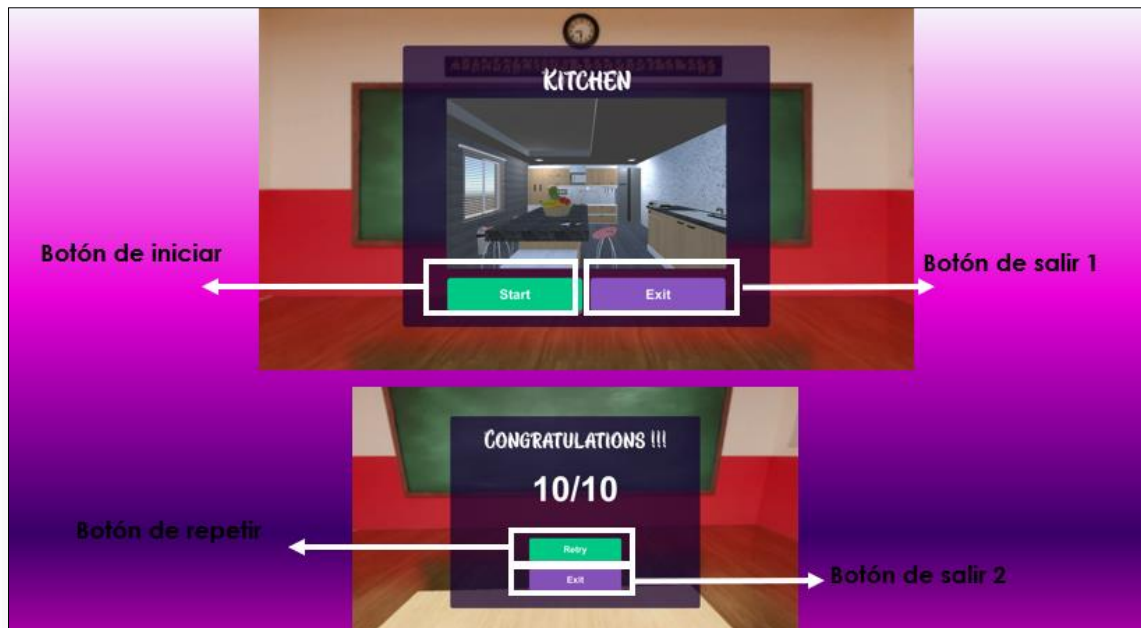 KITCHEN
Botón de iniciar
Botón de salir 1
Start
Exit
CONGRATULATIONS !!!
10/10
Botón de repetir
Retry
Exit
Botón de salir 2